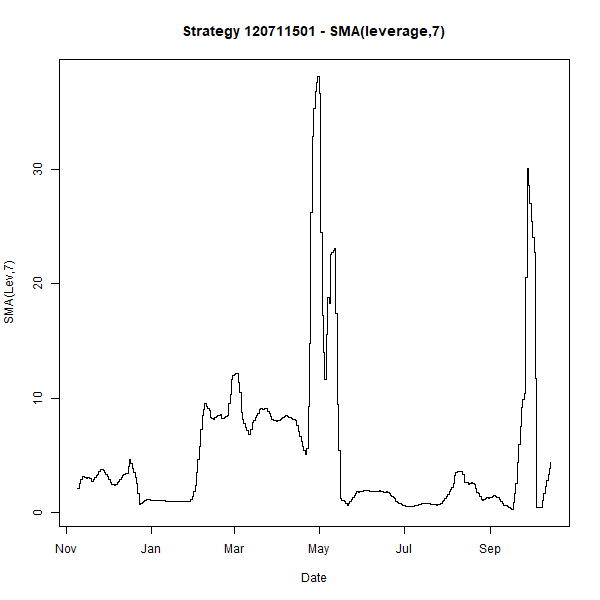 Strategy 120711501 - SMA(leverage,7)
SMA(Lev,7)
30
20
10
0
Nov Jan Mar May Jul Sep
Date